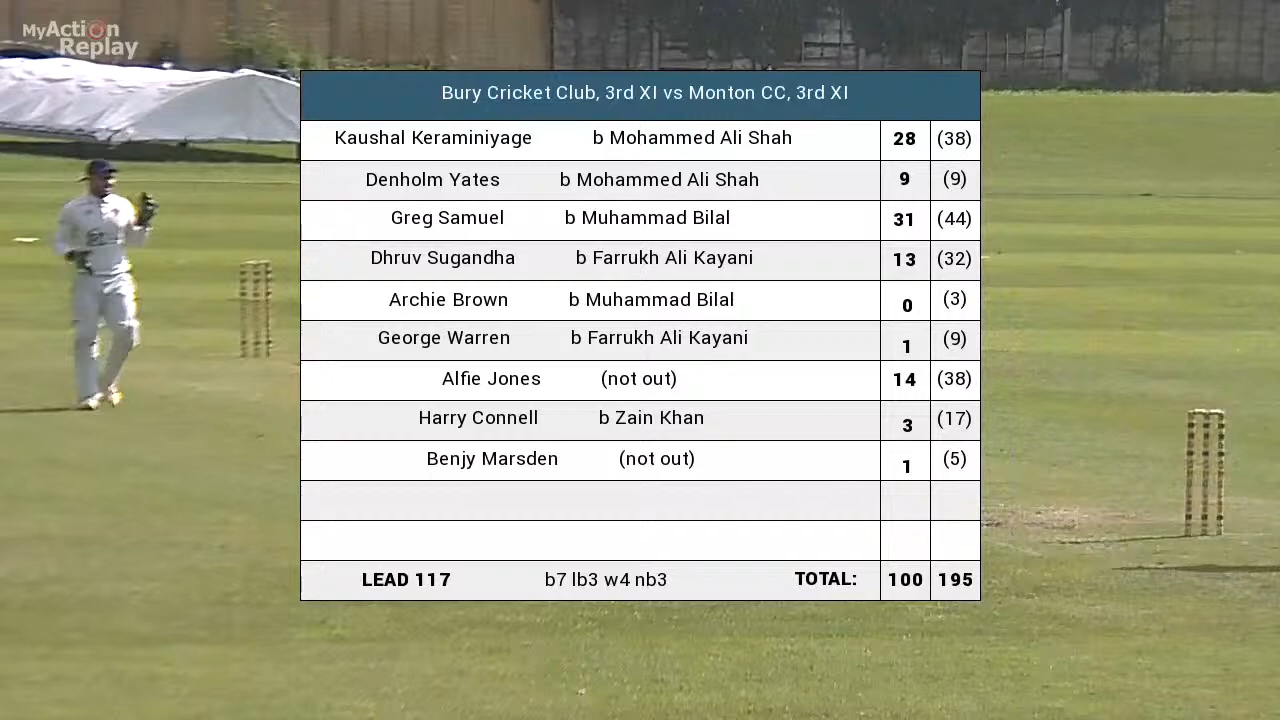 MyAction
Replay
Bury Cricket Club, 3rd XI vs Monton CC, 3rd XI
Kaushal Keraminiyage b Mohammed Ali Shah 28 (38)
Denholm Yates b Mohammed Ali Shah 9 (9)
Greg Samuel b Muhammad Bilal 31 (44)
Dhruv Sugandha b Farrukh Ali Kayani 13 (32)
Archie Brown b Muhammad Bilal 0 (3)
George Warren b Farrukh Ali Kayani 1 (9)
Alfie Jones (not out) 14 (38)
Harry Connell b Zain Khan 3 (17)
Benjy Marsden (not out) 1 (5)
LEAD 117 b7 lb3 w4 nb3 TOTAL: 100 195